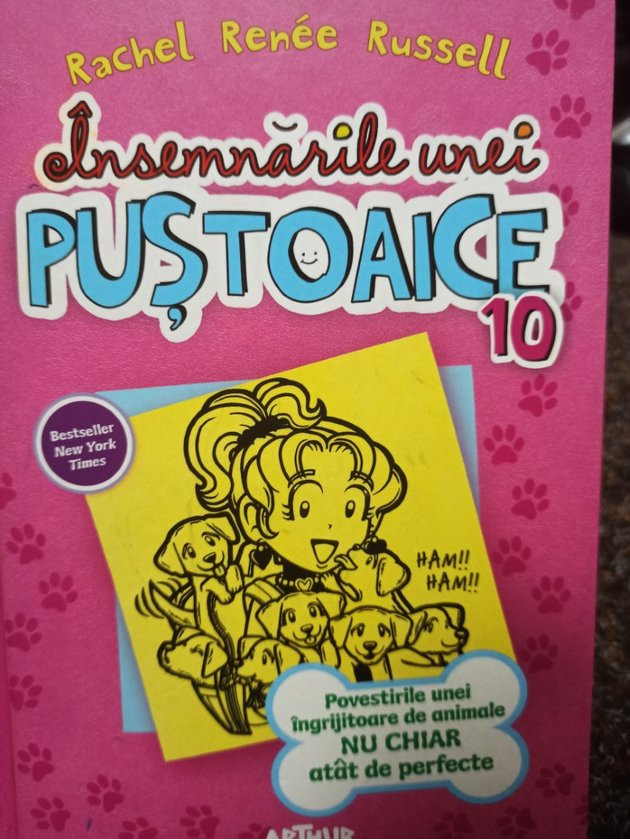 Rachel Renée Russell
Însemnările unei
PUȘTOAICE
10
Bestseller
New York
Times
HAM!!
HAM!!
Povestirile unei
îngrijitoare de animale
NU CHIAR
atât de perfecte
ARTHUR